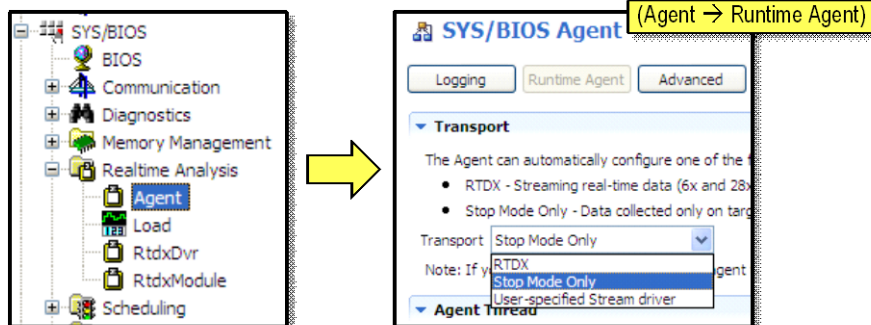 SYS/BIOS
BIOS
Communication
Diagnostics
Memory Management
Realtime Analysis
Agent
Load
RtdxDvr
RtdxModule
Scheduling
(Agent → Runtime Agent)
SYS/BIOS Agent
Logging
Runtime Agent
Advanced
Transport
The Agent can automatically configure one of the
• RTDX - Streaming real-time data (6x and 28x
• Stop Mode Only - Data collected only on targ
Transport Stop Mode Only
RTDX
Stop Mode Only
User-specified Stream driver
Note: If gent
Agent Thread